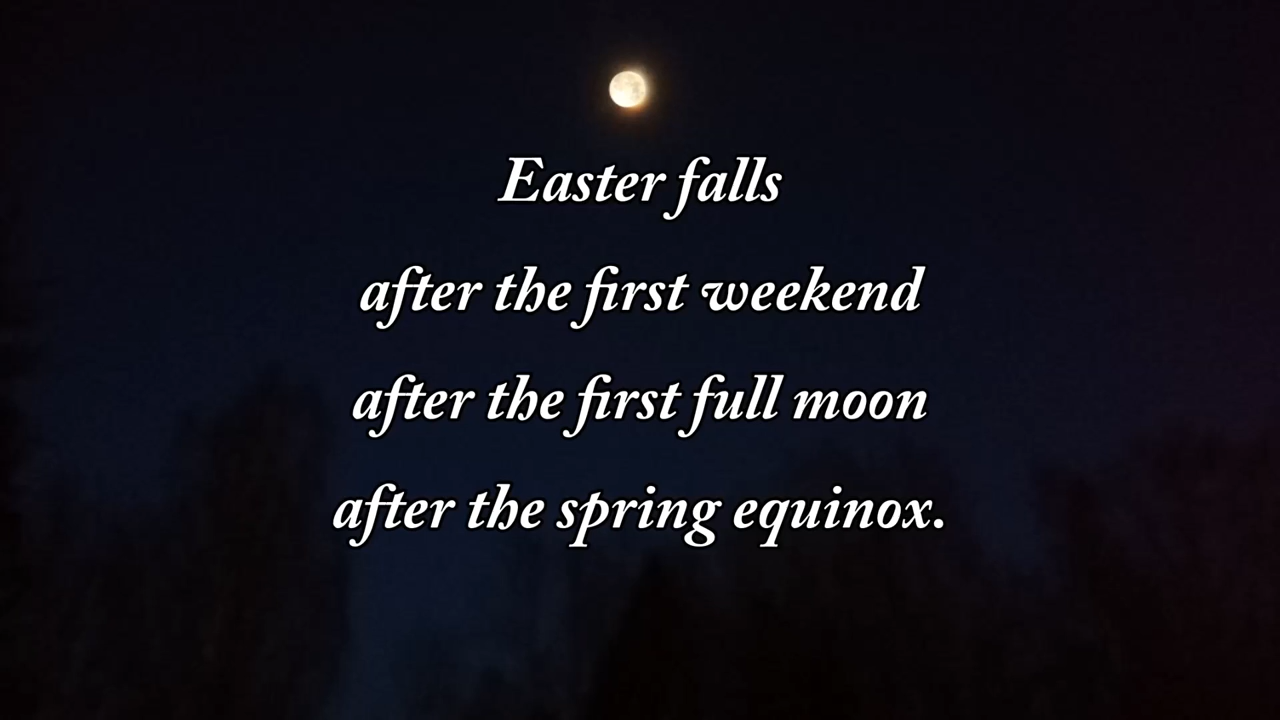 Easter falls
after the first weekend
after the first full moon
after the spring equinox.